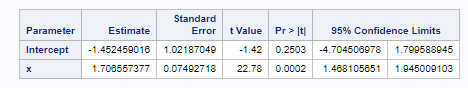 Parameter Estimate Standard Error t Value Pr > |t| 95% Confidence Limits
Intercept -1.452459016 1.02187049 -1.42 0.2503 -4.704506978 1.799588945
x 1.706557377 0.07492718 22.78 0.0002 1.468105651 1.945009103